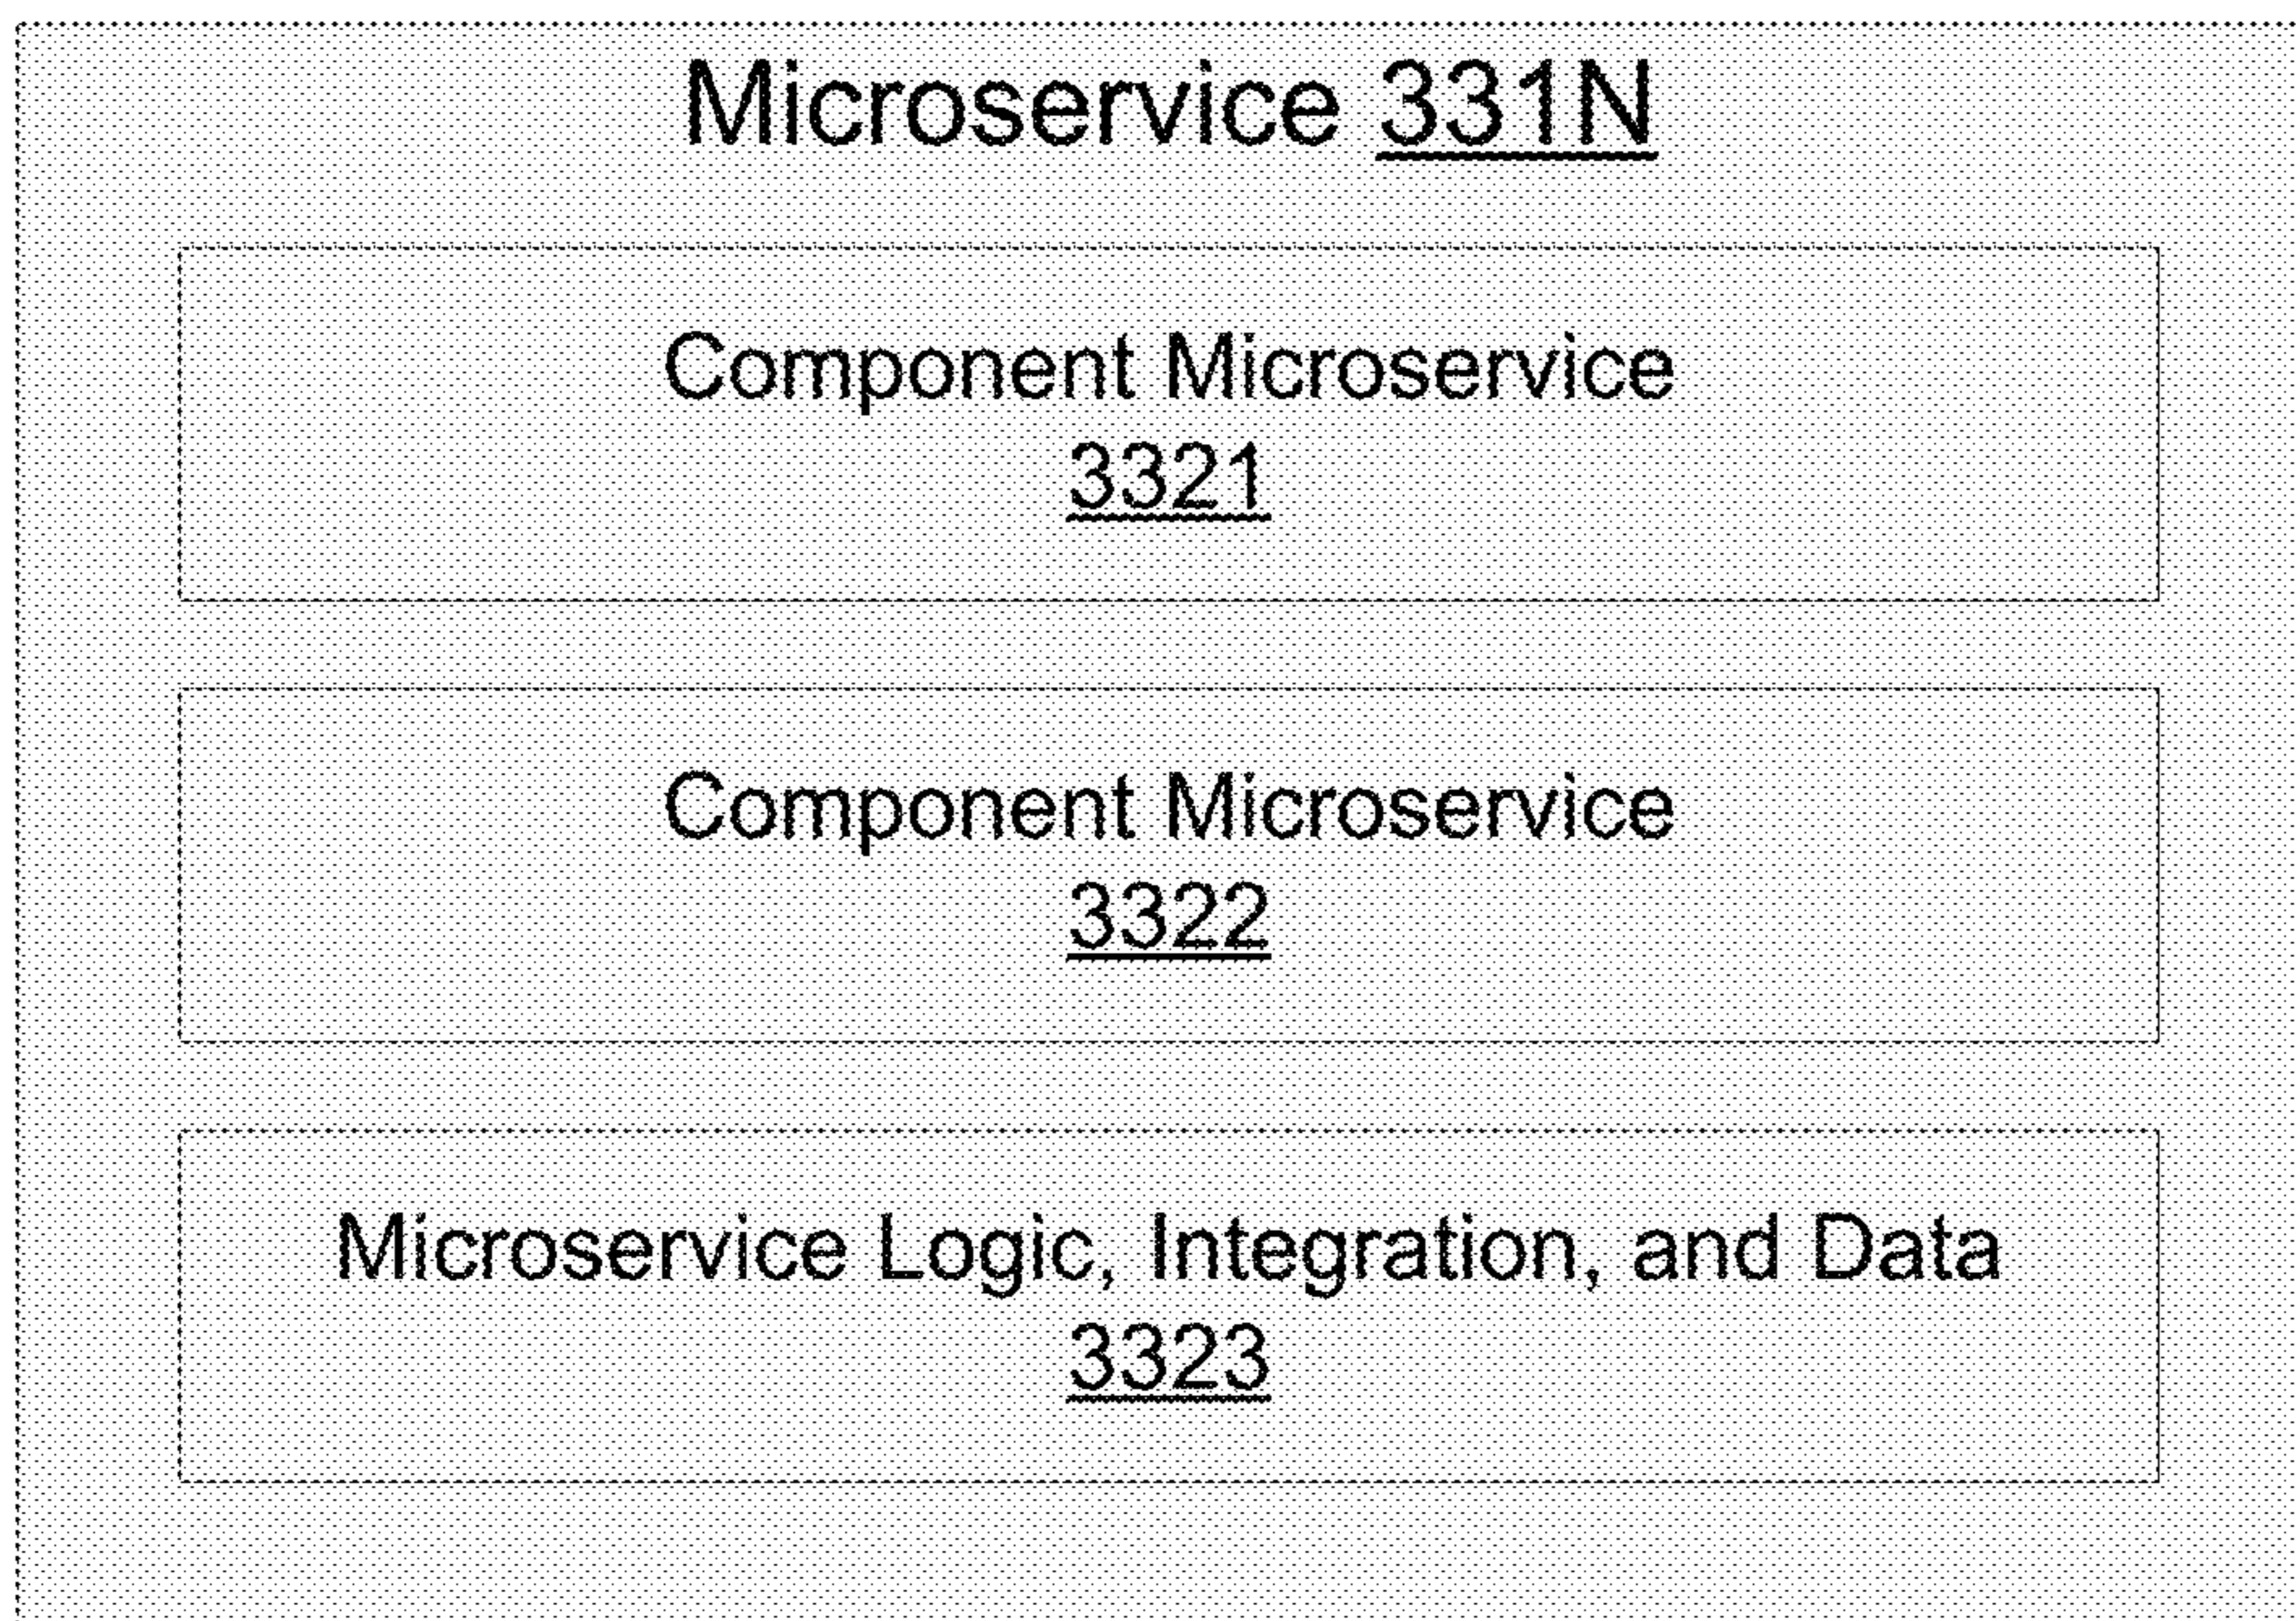 Microservice 331N
Component Microservice
3321
Component Microservice
3322
Microservice Logic, Integration, and Data
3323